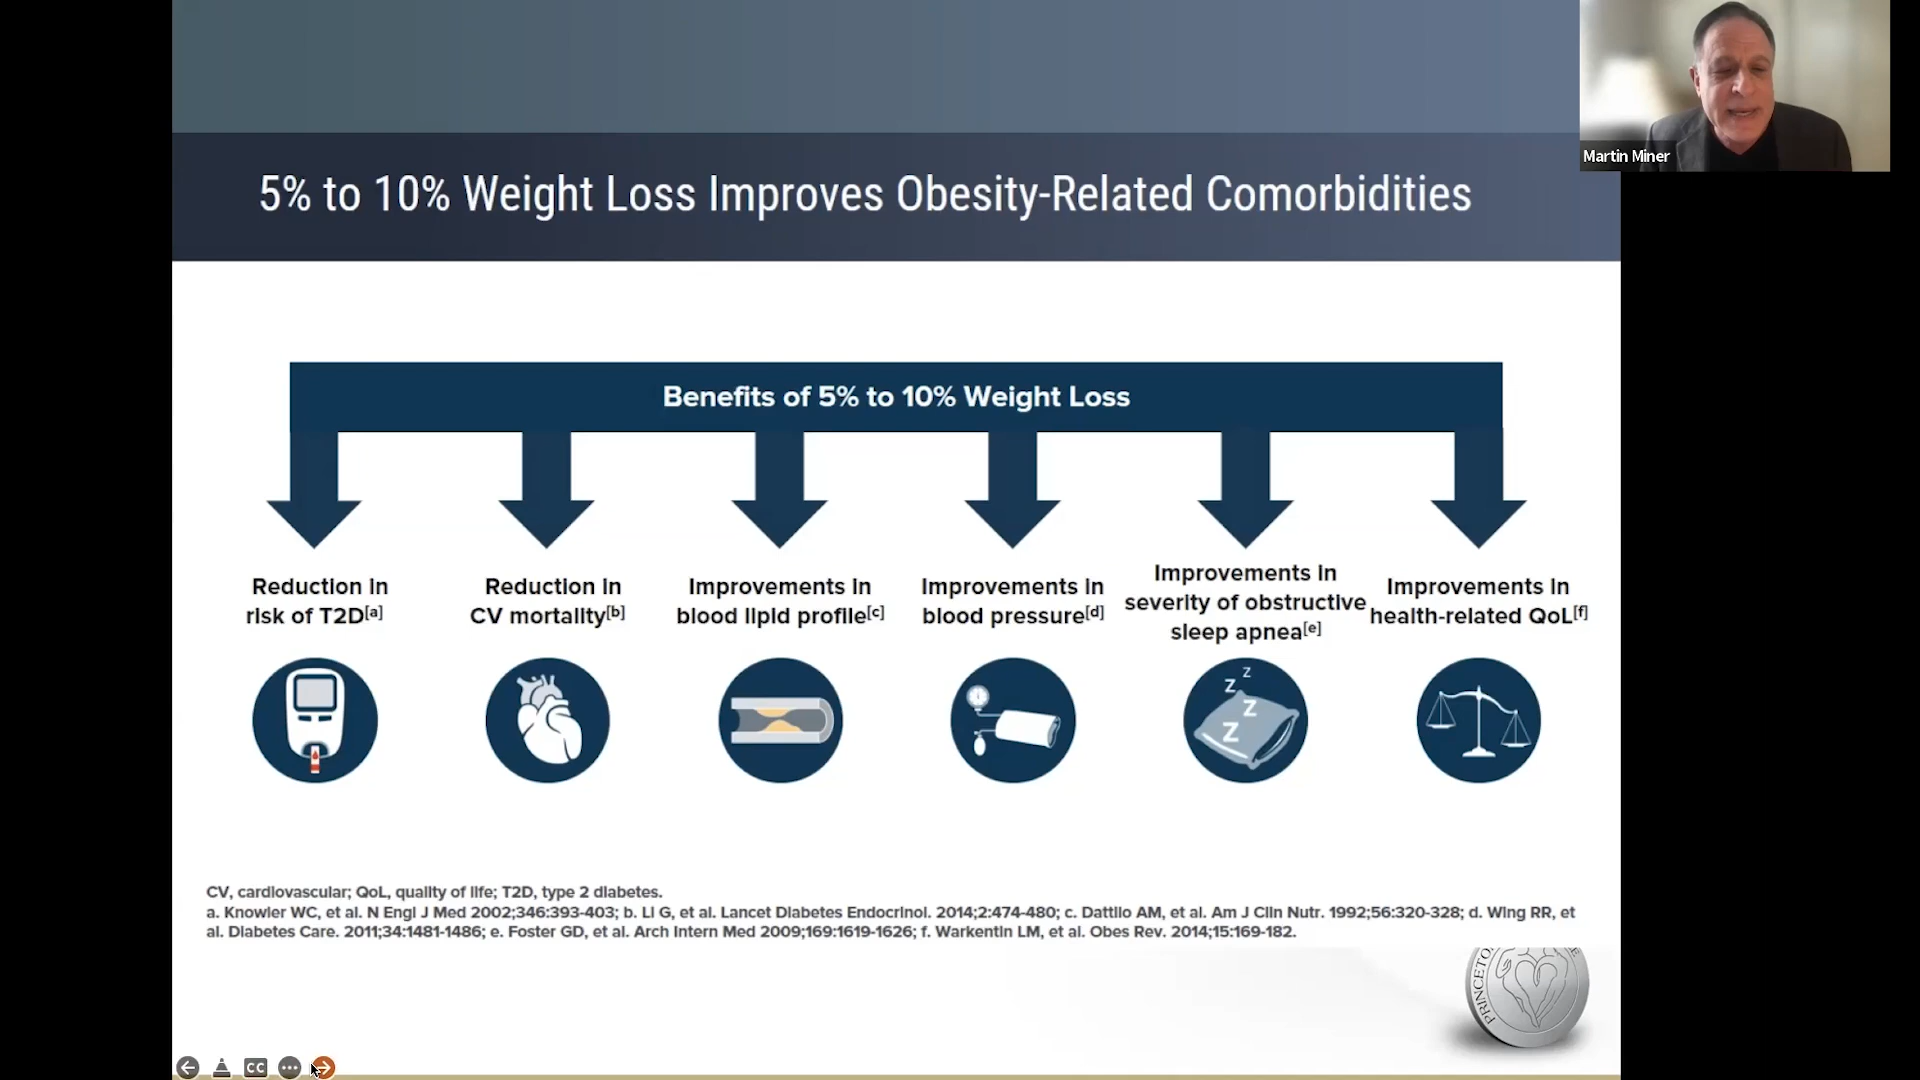 Martin Miner
5% to 10% Weight Loss Improves Obesity-Related Comorbidities
Benefits of 5% to 10% Weight Loss
Reduction in
risk of T2D[a]
Reduction in
CV mortality[b]
Improvements in
blood lipid profile[c]
Improvements in
blood pressure[d]
Improvements in
severity of obstructive
sleep apnea[e]
Improvements in
health-related QoL[f]
z
z
z
z
CV, cardiovascular; QoL, quality of life; T2D, type 2 diabetes.
a. Knowler WC, et al. N Engl J Med 2002;346:393-403; b. Li G, et al. Lancet Diabetes Endocrinol. 2014;2:474-480; c. Dattilo AM, et al. Am J Clin Nutr. 1992;56:320-328; d. Wing RR, et
al. Diabetes Care. 2011;34:1481-1486; e. Foster GD, et al. Arch Intern Med 2009;169:1619-1626; f. Warkentin LM, et al. Obes Rev. 2014;15:169-182.
PRINCETO
CC